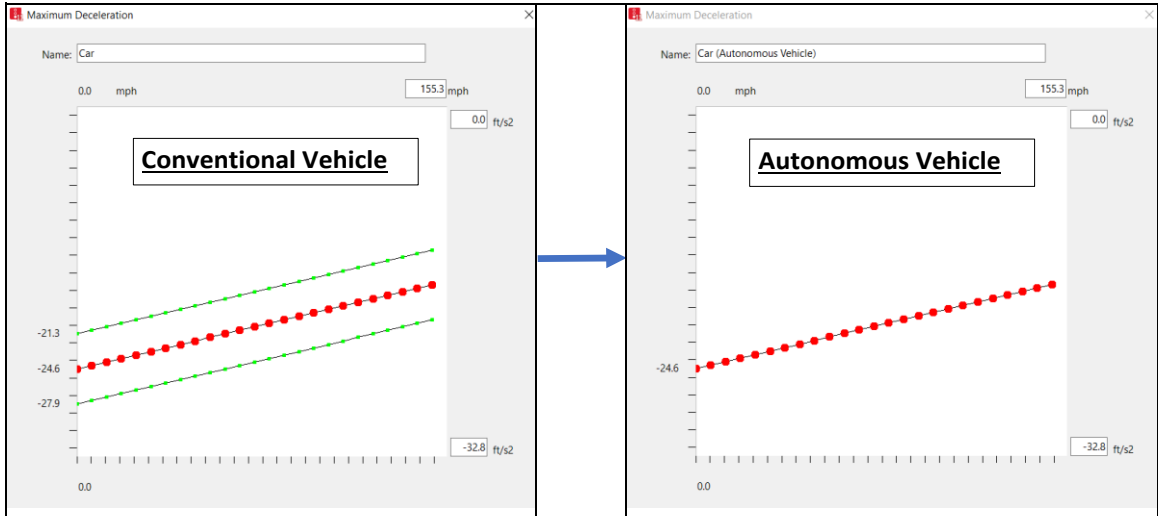 Maximum Deceleration
Name: Car
0.0 mph 155.3 mph
0.0 ft/s2
Conventional Vehicle
-21.3
-24.6
-27.9
-32.8 ft/s2
0.0
Maximum Deceleration
Name: Car (Autonomous Vehicle)
0.0 mph 155.3 mph
0.0 ft/s2
Autonomous Vehicle
-24.6
-32.8 ft/s2
0.0